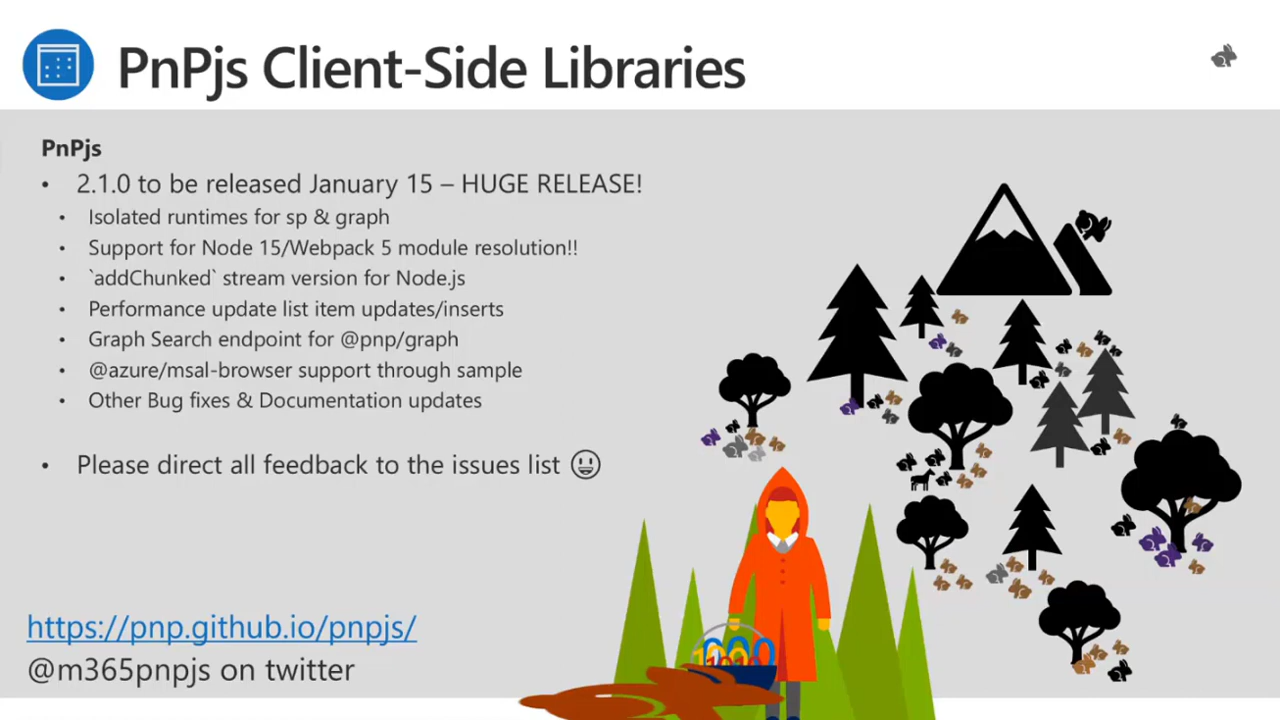 PnPjs Client-Side Libraries
PnPjs
• 2.1.0 to be released January 15 – HUGE RELEASE!
• Isolated runtimes for sp & graph
• Support for Node 15/Webpack 5 module resolution!!
• `addChunked` stream version for Node.js
• Performance update list item updates/inserts
• Graph Search endpoint for @pnp/graph
• @azure/msal-browser support through sample
• Other Bug fixes & Documentation updates
• Please direct all feedback to the issues list 😃
https://pnp.github.io/pnpjs/
@m365pnpjs on twitter